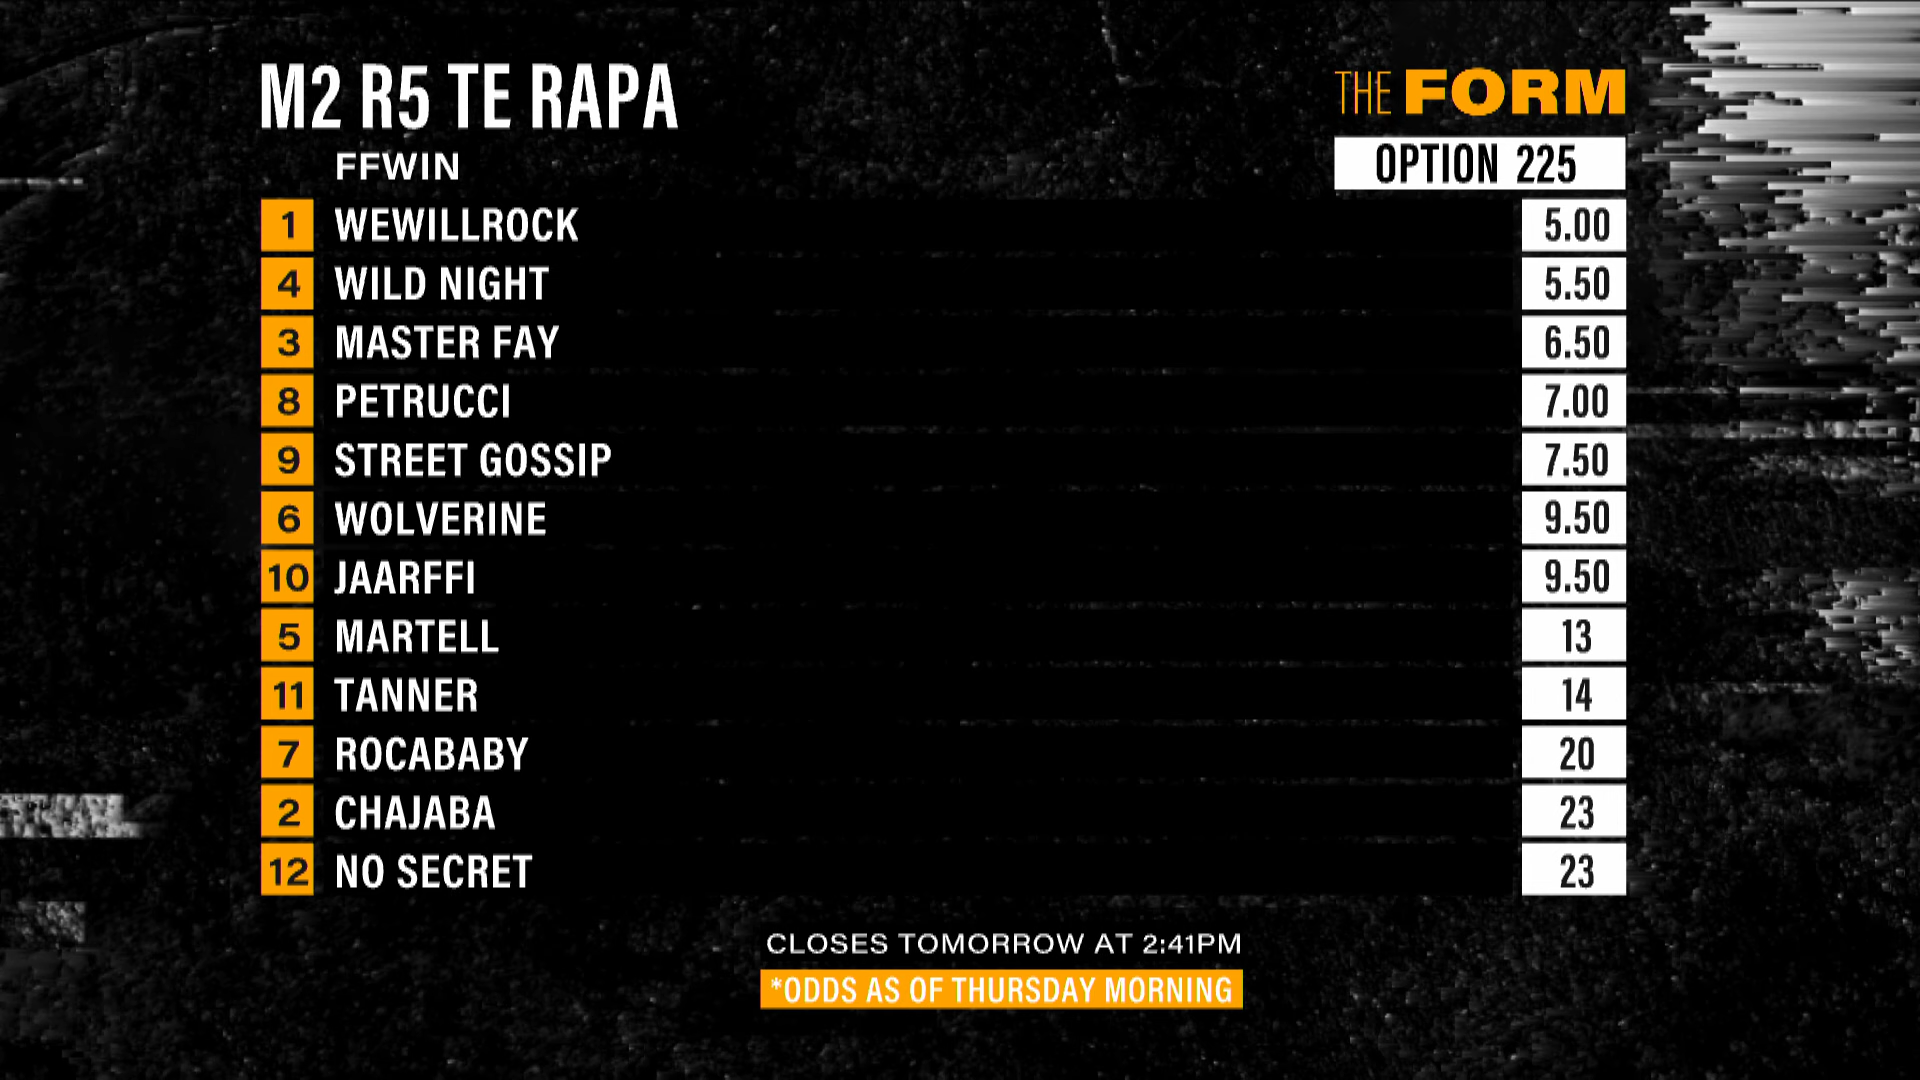 M2 R5 TE RAPA
THE FORM
OPTION 225
FFWIN
1 WEWILLROCK 5.00
4 WILD NIGHT 5.50
3 MASTER FAY 6.50
8 PETRUCCI 7.00
9 STREET GOSSIP 7.50
6 WOLVERINE 9.50
10 JAARFFI 9.50
5 MARTELL 13
11 TANNER 14
7 ROCABABY 20
2 CHAJABA 23
12 NO SECRET 23
CLOSES TOMORROW AT 2:41PM
*ODDS AS OF THURSDAY MORNING